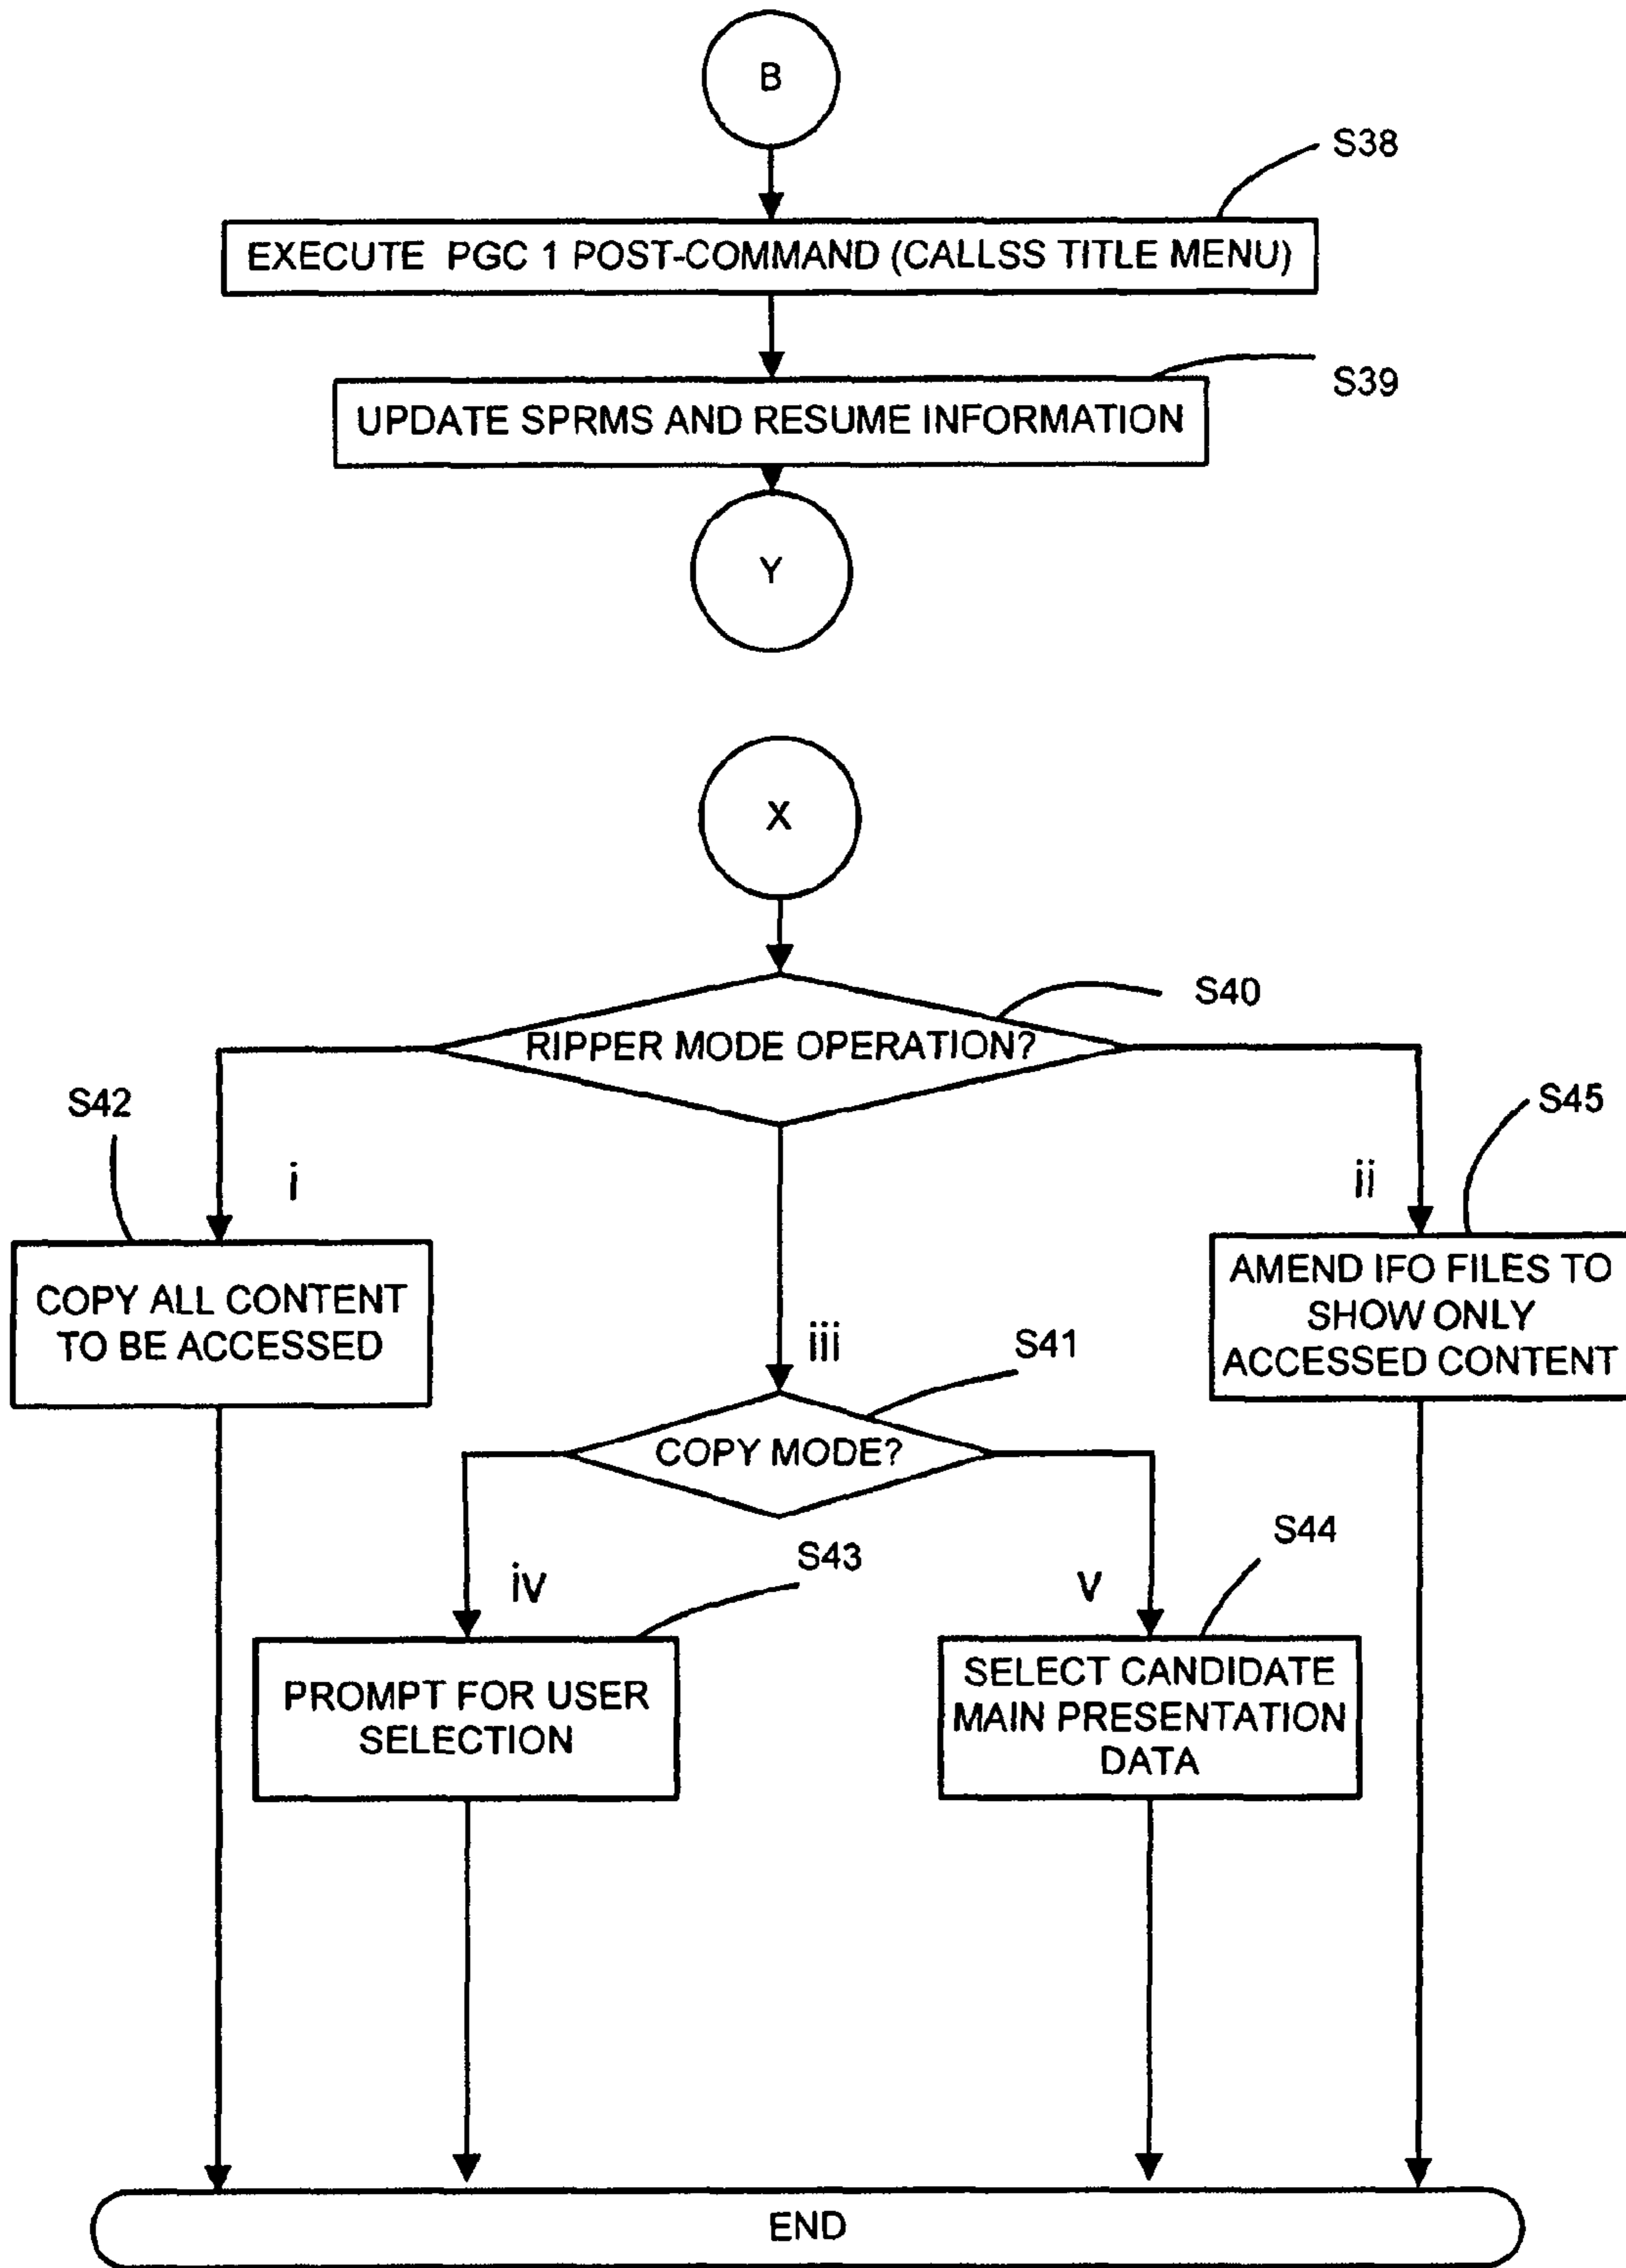 B
S38
EXECUTE PGC 1 POST-COMMAND (CALLSS TITLE MENU)
S39
UPDATE SPRMS AND RESUME INFORMATION
Y
X
S40
RIPPER MODE OPERATION?
S42
S45
i
ii
COPY ALL CONTENT
TO BE ACCESSED
AMEND IFO FILES TO
SHOW ONLY
ACCESSED CONTENT
iii
S41
COPY MODE?
S43
S44
iv
v
PROMPT FOR USER
SELECTION
SELECT CANDIDATE
MAIN PRESENTATION
DATA
END